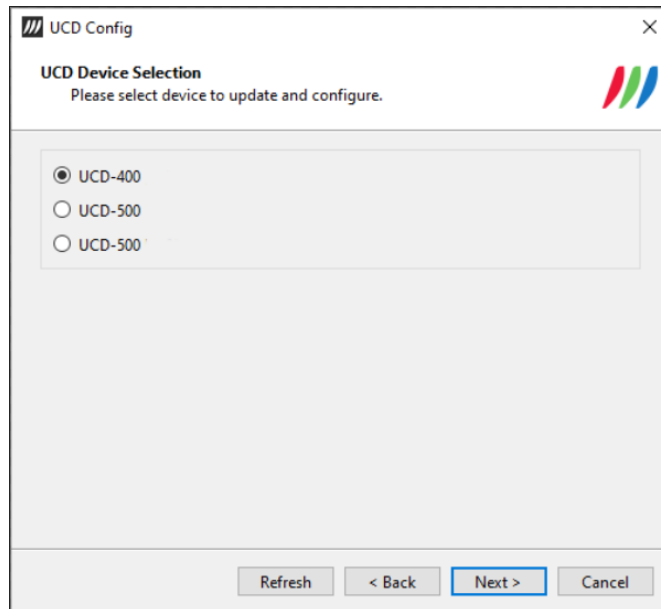 UCD Config
UCD Device Selection
Please select device to update and configure.
UCD-400
UCD-500
UCD-500
Refresh
< Back
Next >
Cancel